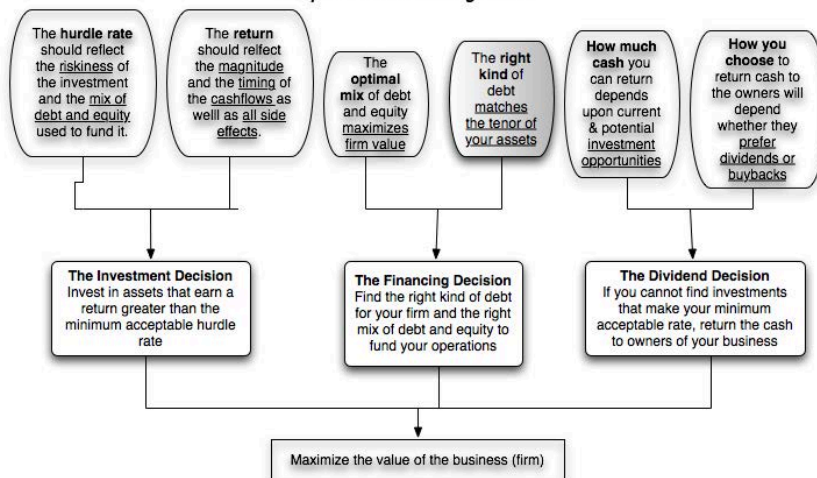 The hurdle rate
should reflect
the riskiness of
the investment
and the mix of
debt and equity
used to fund it.
The return
should relfect
the magnitude
and the timing of
the cashflows as
welll as all side
effects.
The
optimal
mix of debt
and equity
maximizes
firm value
The right
kind of
debt
matches
the tenor of
your assets
How much
cash you
can return
depends
upon current
& potential
investment
opportunities
How you
choose to
return cash to
the owners will
depend
whether they
prefer
dividends or
buybacks
The Investment Decision
Invest in assets that earn a
return greater than the
minimum acceptable hurdle
rate
The Financing Decision
Find the right kind of debt
for your firm and the right
mix of debt and equity to
fund your operations
The Dividend Decision
If you cannot find investments
that make your minimum
acceptable rate, return the cash
to owners of your business
Maximize the value of the business (firm)